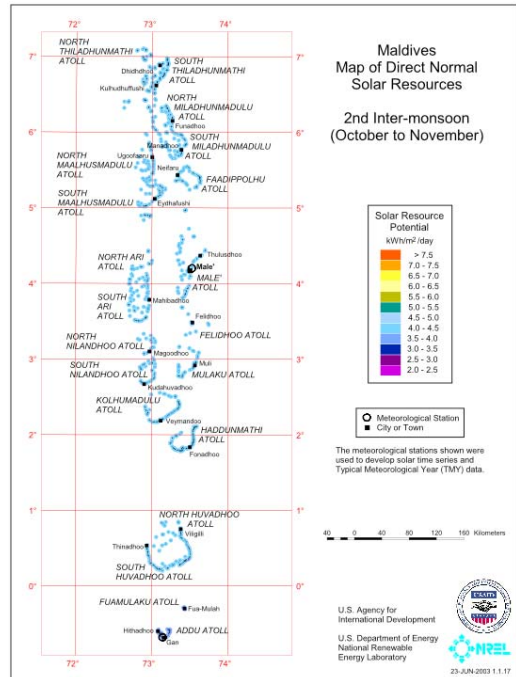 72°
73°
74°
7°
6°
5°
4°
3°
2°
1°
0°
72°
73°
74°
7°
6°
5°
4°
3°
2°
1°
0°
NORTH
THILADHUNMATHI
ATOLL
SOUTH
THILADHUNMATHI
ATOLL
Dhidhdhoo
Kulhudhuffushi
NORTH
MILADHUNMADULU
ATOLL
Funadhoo
SOUTH
MILADHUNMADULU
ATOLL
Manadhoo
NORTH
MAALHUSMADULU
ATOLL
Ugoofaaru
Neifaru
FAADIPPOLHU
ATOLL
SOUTH
MAALHUSMADULU
ATOLL
Eydhafushi
NORTH ARI
ATOLL
Thulusdhoo
Male'
MALE'
ATOLL
SOUTH
ARI
ATOLL
Mahibadhoo
Felidhoo
FELIDHOO ATOLL
NORTH
NILANDHOO ATOLL
Magoodhoo
SOUTH
NILANDHOO ATOLL
Muli
MULAKU ATOLL
Kudahuvadhoo
KOLHUMADULU
ATOLL
Veymandoo
HADDUNMATHI
ATOLL
Fonadhoo
NORTH HUVADHOO
ATOLL
Viligilli
Thinadhoo
SOUTH
HUVADHOO ATOLL
FUAMULAKU ATOLL
Fua-Mulah
Hithadhoo
ADDU ATOLL
Gan
Maldives
Map of Direct Normal
Solar Resources
2nd Inter-monsoon
(October to November)
Solar Resource
Potential
kWh/m²/day
> 7.5
7.0 - 7.5
6.5 - 7.0
6.0 - 6.5
5.5 - 6.0
5.0 - 5.5
4.5 - 5.0
4.0 - 4.5
3.5 - 4.0
3.0 - 3.5
2.5 - 3.0
2.0 - 2.5
Meteorological Station
City or Town
The meteorological stations shown were
used to develop solar time series and
Typical Meteorological Year (TMY) data.
40 0 40 80 120 160 Kilometers
U.S. Agency for
International Development
U.S. Department of Energy
National Renewable
Energy Laboratory
USAID
NREL
23-JUN-2003 1.1.17